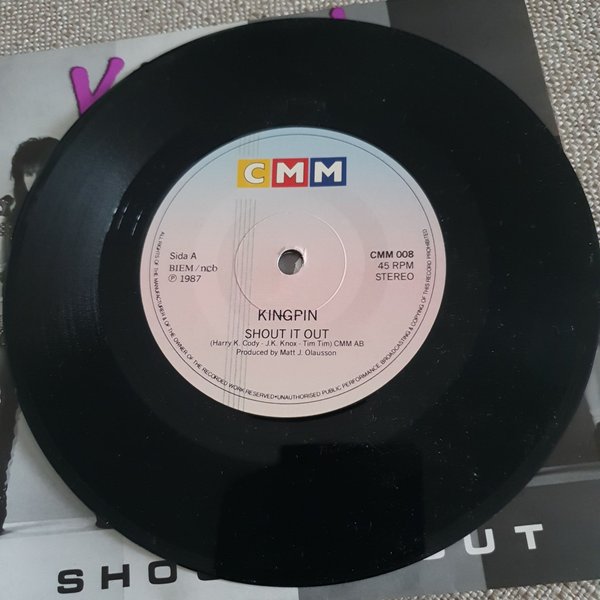 K
CMM
Sida A
BIEM/ncb
℗ 1987
CMM 008
45 RPM
STEREO
KINGPIN
SHOUT IT OUT
(Harry K. Cody - J.K. Knox - Tim Tim) CMM AB
Produced by Matt J. Olausson
ALL RIGHTS OF THE MANUFACTURER & OF THE OWNER OF THE RECORDED WORK RESERVED•UNAUTHORISED PUBLIC PERFORMANCE, BROADCASTING & COPYING OF THIS RECORD PROHIBITED
SHO UT